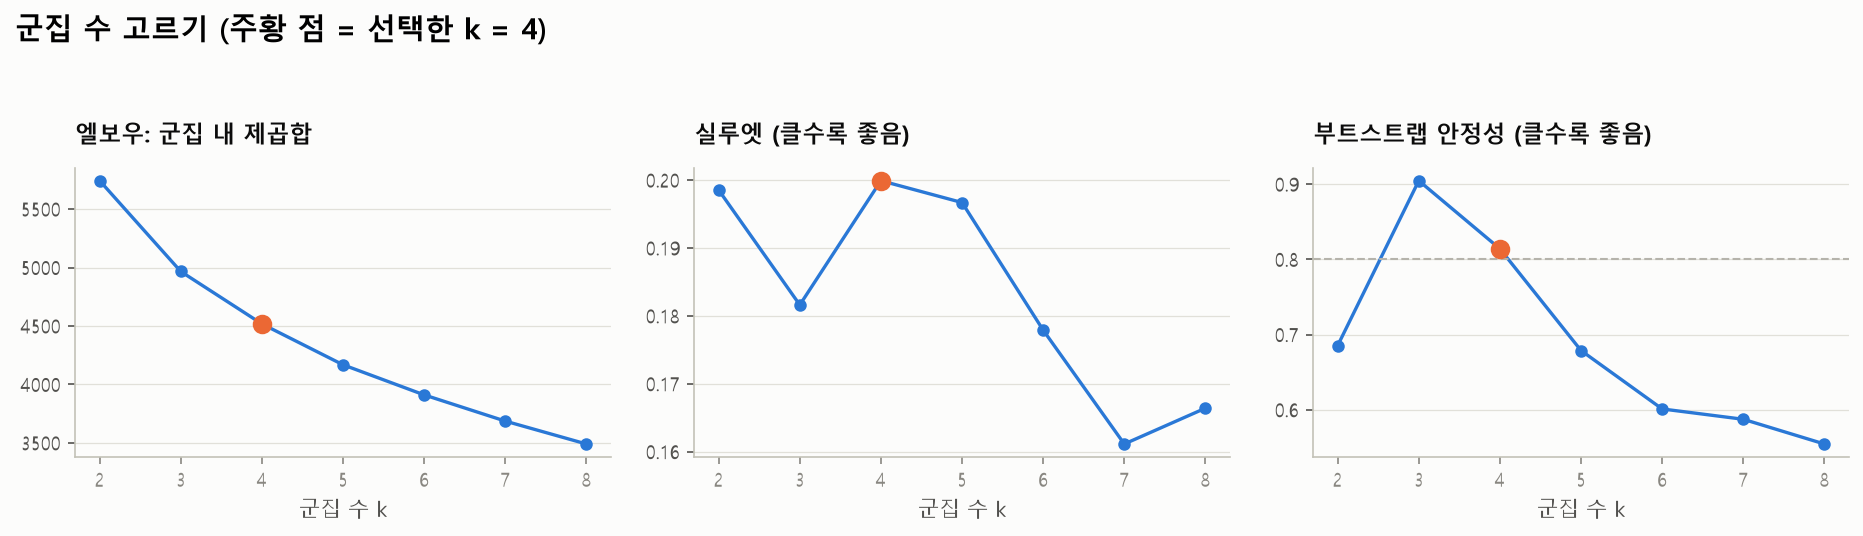 군집 수 고르기 (주황 점 = 선택한 k = 4)
엘보우: 군집 내 제곱합
5500
5000
4500
4000
3500
2 3 4 5 6 7 8
군집 수 k
실루엣 (클수록 좋음)
0.20
0.19
0.18
0.17
0.16
2 3 4 5 6 7 8
군집 수 k
부트스트랩 안정성 (클수록 좋음)
0.9
0.8
0.7
0.6
2 3 4 5 6 7 8
군집 수 k